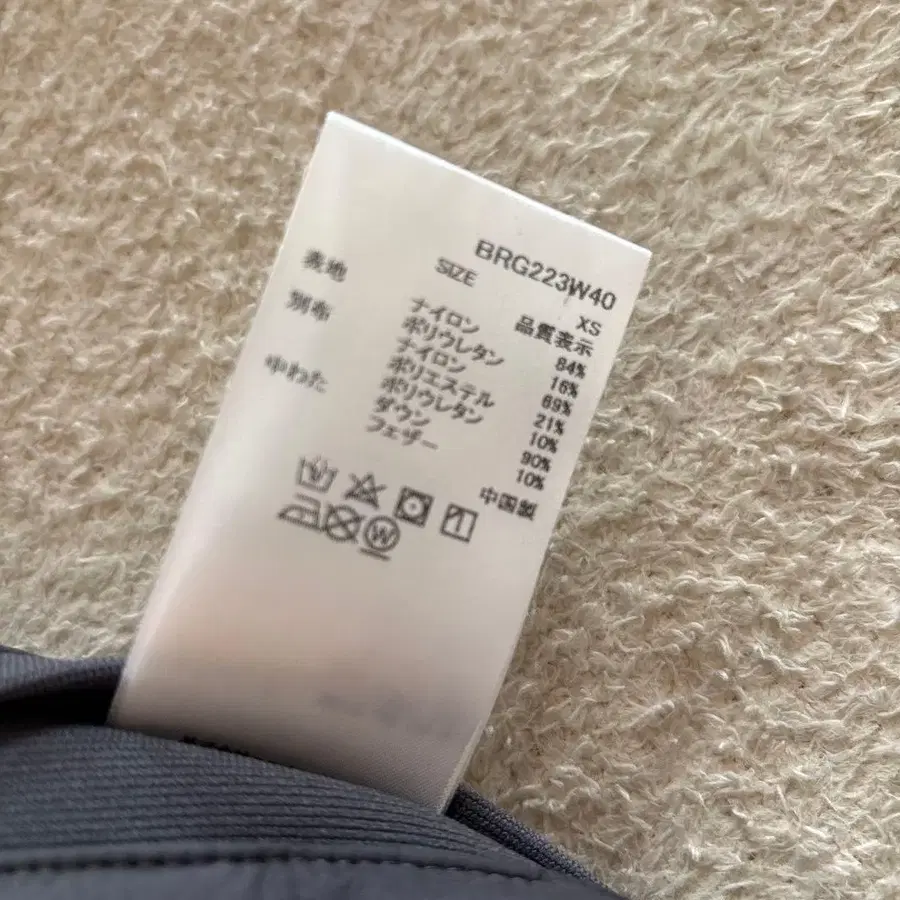 BRG223W40
SIZE XS
品質表示
表地 ナイロン 84%
ポリウレタン 16%
別布 ナイロン 69%
ポリエステル 21%
ポリウレタン 10%
中わた ダウン 90%
フェザー 10%
中国製
W